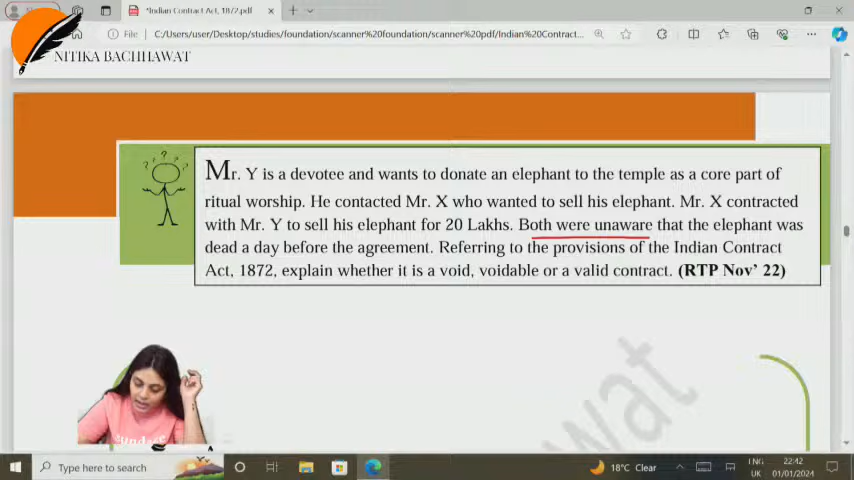 *Indian Contract Act, 1872.pdf
File
C:/Users/user/Desktop/studies/foundation/scanner%20foundation/scanner%20pdf/Indian%20Contract...
NITIKA BACHHAWAT
Mr. Y is a devotee and wants to donate an elephant to the temple as a core part of
ritual worship. He contacted Mr. X who wanted to sell his elephant. Mr. X contracted
with Mr. Y to sell his elephant for 20 Lakhs. Both were unaware that the elephant was
dead a day before the agreement. Referring to the provisions of the Indian Contract
Act, 1872, explain whether it is a void, voidable or a valid contract. (RTP Nov' 22)
Type here to search
18°C Clear
ENG
UK
22:42
01/01/2024